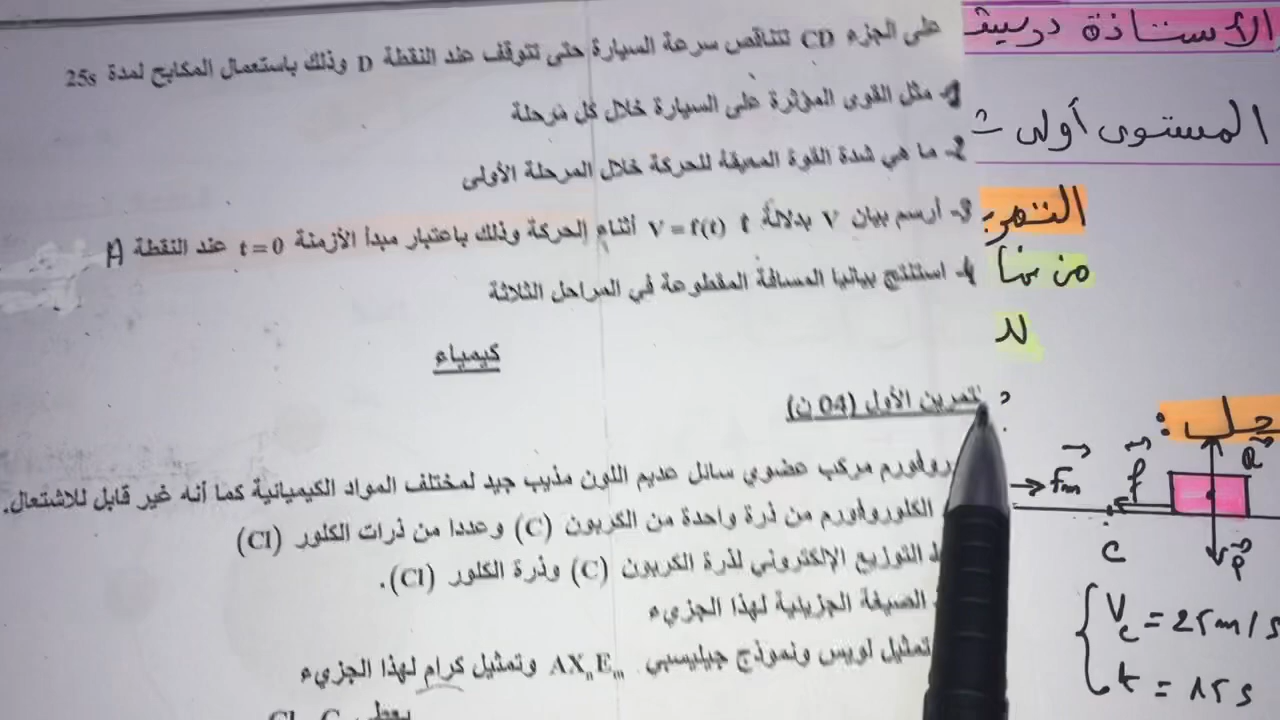 على الجزء CD تتناقص سرعة السيارة حتى تتوقف عند النقطة D وذلك باستعمال المكابح لمدة 25s
1- مثل القوى المؤثرة على السيارة خلال كل مرحلة
2- ما هي شدة القوة المعيقة للحركة خلال المرحلة الأولى
3- أرسم بيان V بدلالة t V = f(t) أثناء الحركة وذلك باعتبار مبدأ الأزمنة t = 0 عند النقطة A
4- استنتج بيانيا المسافة المقطوعة في المراحل الثلاثة
كيمياء
تمرين الأول (04 ن)
مركب عضوي سائل عديم اللون مذيب جيد لمختلف المواد الكيميائية كما أنه غير قابل للاشتعال.
الكلوروفورم من ذرة واحدة من الكربون (C) وعددا من ذرات الكلور (Cl)
التوزيع الإلكتروني لذرة الكربون (C) وذرة الكلور (Cl).
الصيغة الجزيئية لهذا الجزيء
تمثيل لويس ونموذج جيليسبي AXnEm وتمثيل كرام لهذا الجزيء
يعطى
الأستاذة
المستوى أولى ث
R
f
Fm
C
P
Vc = 25m/s
t = 15s